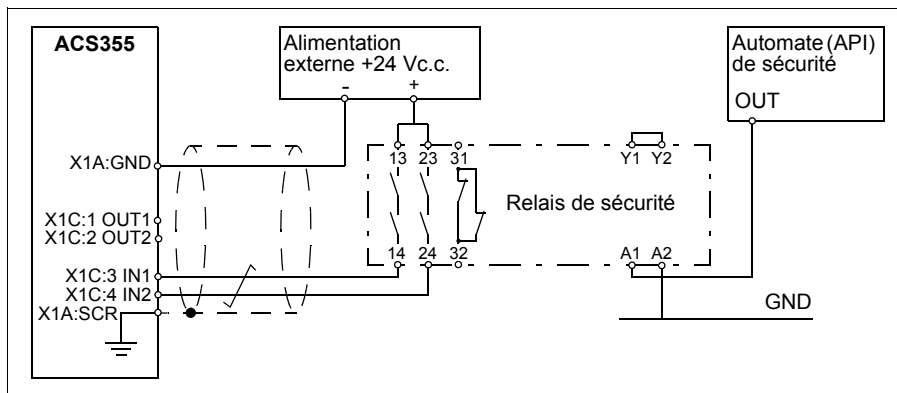 ACS355
Alimentation
externe +24 Vc.c.
- +
Automate (API)
de sécurité
OUT
X1A:GND
X1C:1 OUT1
X1C:2 OUT2
X1C:3 IN1
X1C:4 IN2
X1A:SCR
13 23 31
Y1 Y2
Relais de sécurité
14 24 32
A1 A2
GND